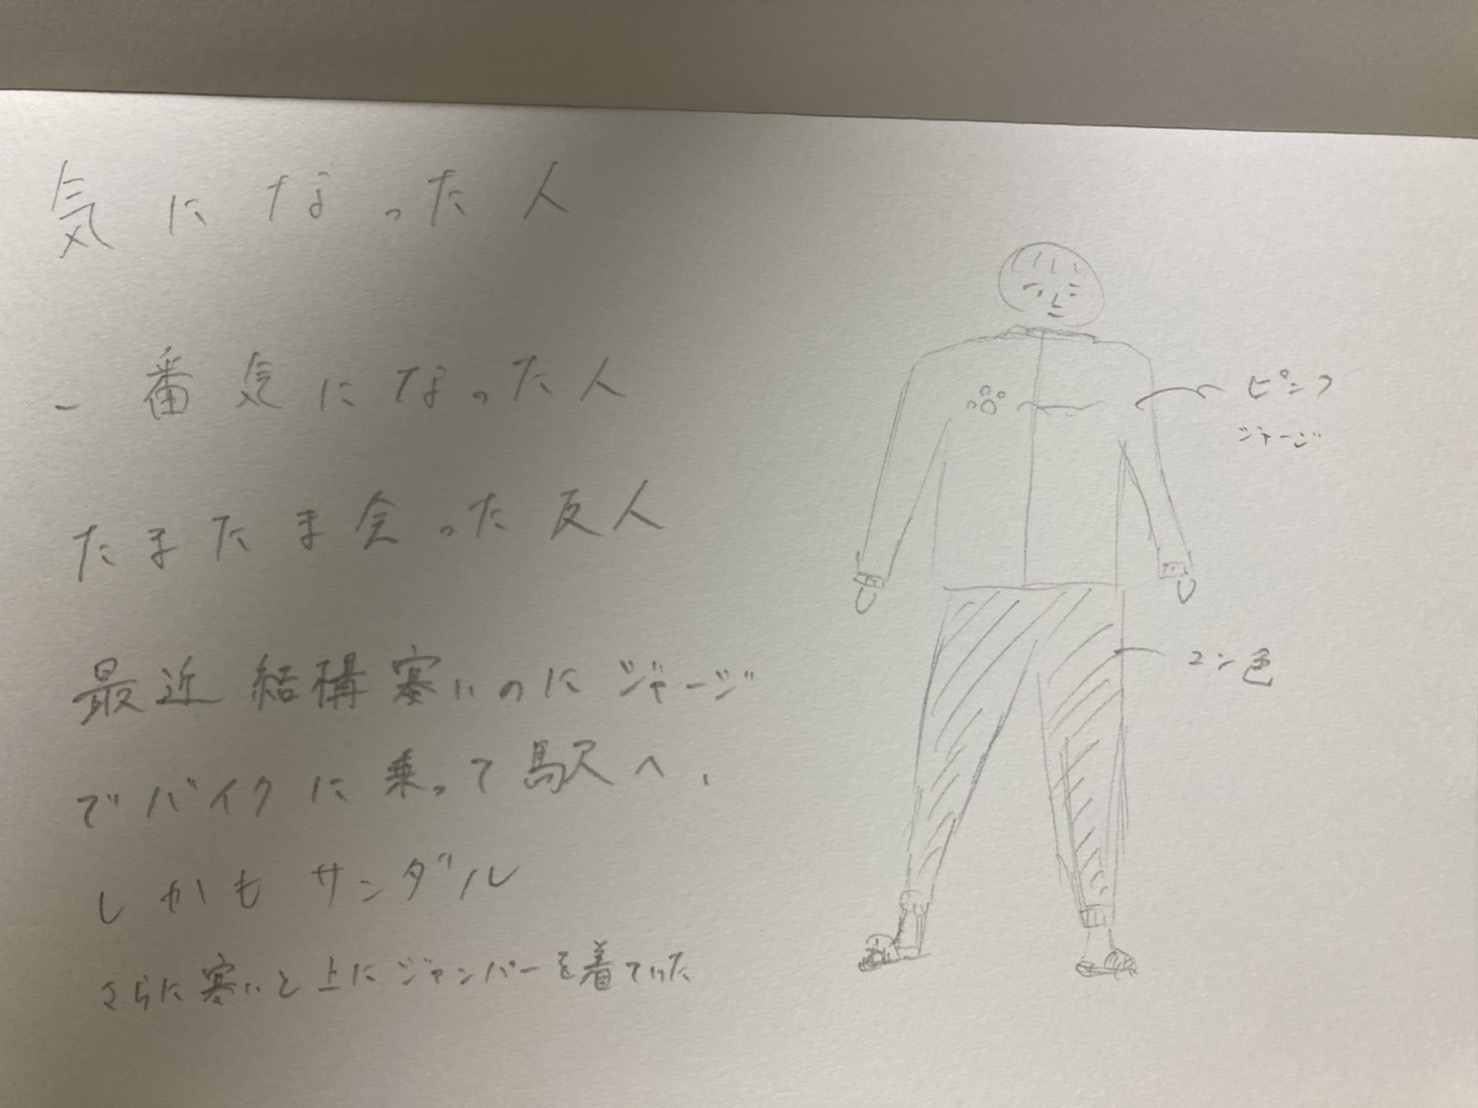 気になった人
一番気になった人
たまたま会った友人
最近結構寒いのにジャージ
でバイクに乗って駅へ、
しかもサンダル
さらに寒いと上にジャンパーを着ていた
ピンク
ジャージ
コン色